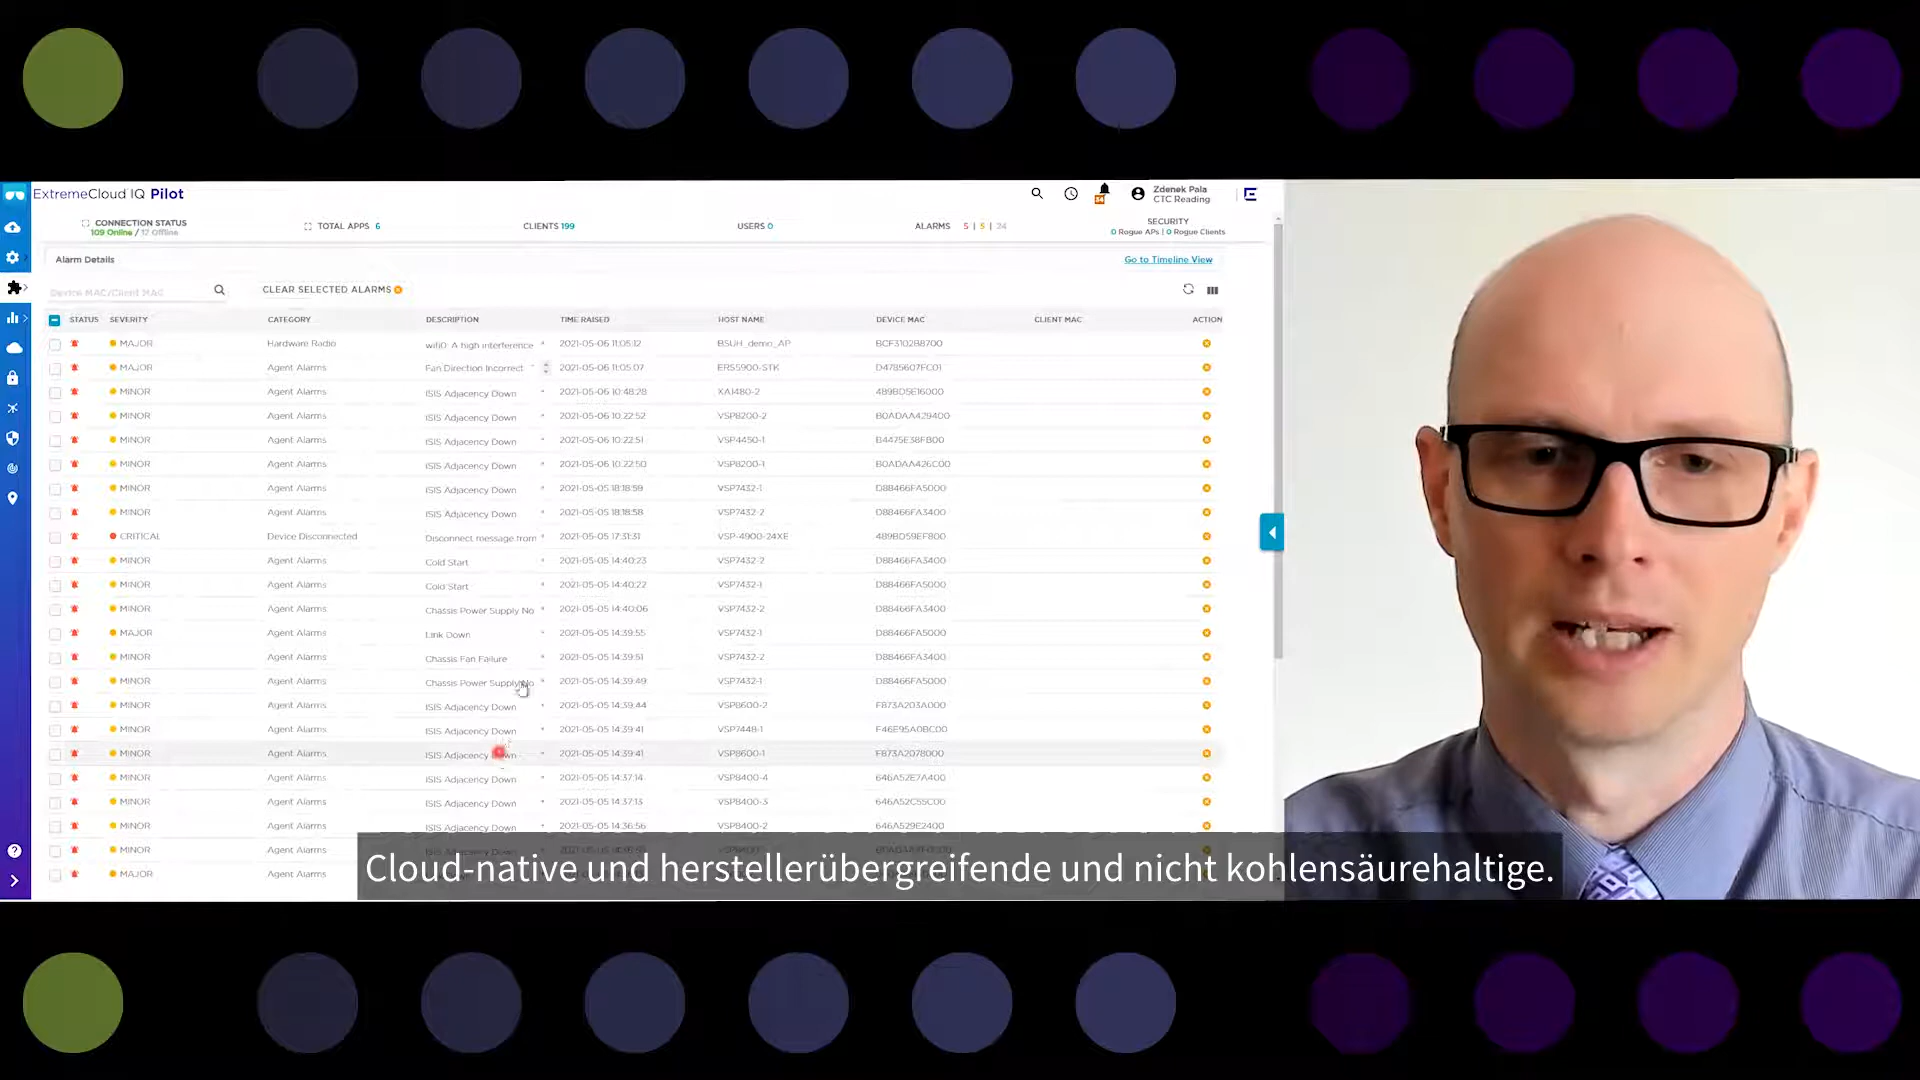 ExtremeCloud IQ Pilot
24
Zdenek Pala
CTC Reading
CONNECTION STATUS
109 Online / 17 Offline
TOTAL APPS 6
CLIENTS 199
USERS 0
ALARMS 5 | 5 | 24
SECURITY
0 Rogue APs | 0 Rogue Clients
Alarm Details
Go to Timeline View
Device MAC/Client MAC
CLEAR SELECTED ALARMS
STATUS SEVERITY CATEGORY DESCRIPTION TIME RAISED HOST NAME DEVICE MAC CLIENT MAC ACTION
MAJOR Hardware Radio wifi0: A high interference 2021-05-06 11:05:12 BSUH_demo_AP BCF310288700
MAJOR Agent Alarms Fan Direction Incorrect 2021-05-06 11:05:07 ERS5900-STK D4785607FC01
MINOR Agent Alarms ISIS Adjacency Down 2021-05-06 10:48:28 XA1480-2 489BD5E16000
MINOR Agent Alarms ISIS Adjacency Down 2021-05-06 10:22:52 VSP8200-2 B0ADAA429400
MINOR Agent Alarms ISIS Adjacency Down 2021-05-06 10:22:51 VSP4450-1 B4475E38FB00
MINOR Agent Alarms ISIS Adjacency Down 2021-05-06 10:22:50 VSP8200-1 B0ADAA426C00
MINOR Agent Alarms ISIS Adjacency Down 2021-05-05 18:18:59 VSP7432-1 D88466FA5000
MINOR Agent Alarms ISIS Adjacency Down 2021-05-05 18:18:58 VSP7432-2 D88466FA3400
CRITICAL Device Disconnected Disconnect message from 2021-05-05 17:31:31 VSP-4900-24XE 489BD59EF800
MINOR Agent Alarms Cold Start 2021-05-05 14:40:23 VSP7432-2 D88466FA3400
MINOR Agent Alarms Cold Start 2021-05-05 14:40:22 VSP7432-1 D88466FA5000
MINOR Agent Alarms Chassis Power Supply No 2021-05-05 14:40:06 VSP7432-2 D88466FA3400
MAJOR Agent Alarms Link Down 2021-05-05 14:39:55 VSP7432-1 D88466FA5000
MINOR Agent Alarms Chassis Fan Failure 2021-05-05 14:39:51 VSP7432-2 D88466FA3400
MINOR Agent Alarms Chassis Power Supply No 2021-05-05 14:39:49 VSP7432-1 D88466FA5000
MINOR Agent Alarms ISIS Adjacency Down 2021-05-05 14:39:44 VSP8600-2 F873A203A000
MINOR Agent Alarms ISIS Adjacency Down 2021-05-05 14:39:41 VSP7448-1 F46E95A0BC00
MINOR Agent Alarms ISIS Adjacency Down 2021-05-05 14:39:41 VSP8600-1 F873A2078000
MINOR Agent Alarms ISIS Adjacency Down 2021-05-05 14:37:14 VSP8400-4 646A52E7A400
MINOR Agent Alarms ISIS Adjacency Down 2021-05-05 14:37:13 VSP8400-3 646A52C55C00
MINOR Agent Alarms ISIS Adjacency Down 2021-05-05 14:36:56 VSP8400-2 646A529E2400
MINOR Agent Alarms
MAJOR Agent Alarms
Cloud-native und herstellerübergreifende und nicht kohlensäurehaltige.